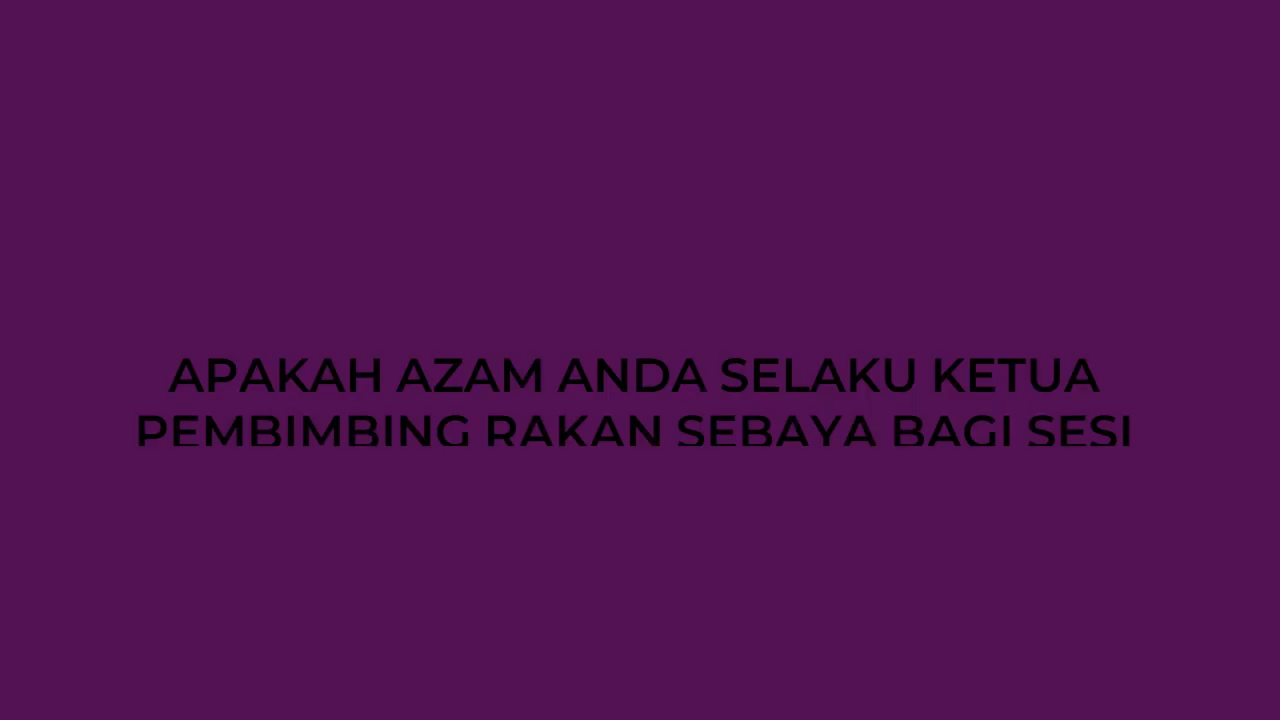 APAKAH AZAM ANDA SELAKU KETUA
PEMBIMBING RAKAN SEBAYA BAGI SESI